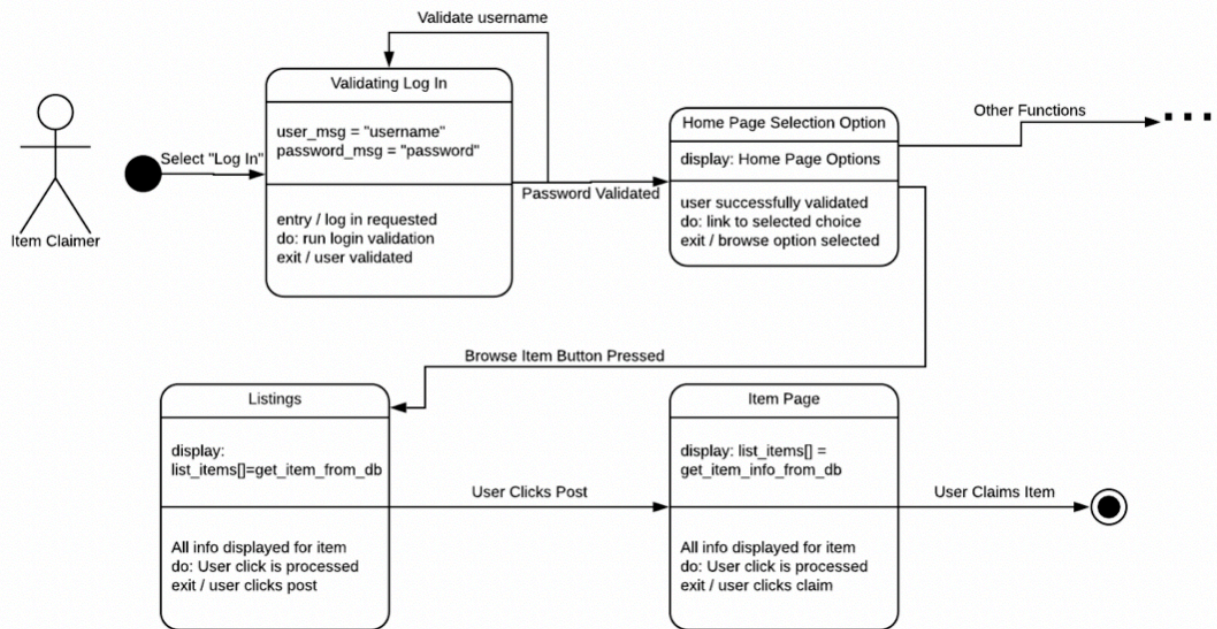 Validate username
Validating Log In
user_msg = "username"
password_msg = "password"
entry / log in requested
do: run login validation
exit / user validated
Item Claimer
Select "Log In"
Password Validated
Home Page Selection Option
display: Home Page Options
user successfully validated
do: link to selected choice
exit / browse option selected
Other Functions
Browse Item Button Pressed
Listings
display:
list_items[]=get_item_from_db
All info displayed for item
do: User click is processed
exit / user clicks post
User Clicks Post
Item Page
display: list_items[] =
get_item_info_from_db
All info displayed for item
do: User click is processed
exit / user clicks claim
User Claims Item